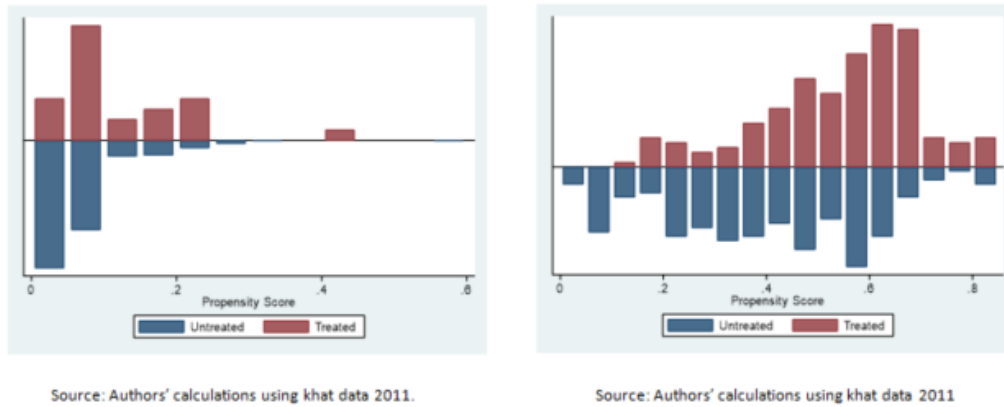 0 .2 .4 .6
Propensity Score
Untreated Treated
Source: Authors' calculations using khat data 2011.
0 .2 .4 .6 .8
Propensity Score
Untreated Treated
Source: Authors' calculations using khat data 2011